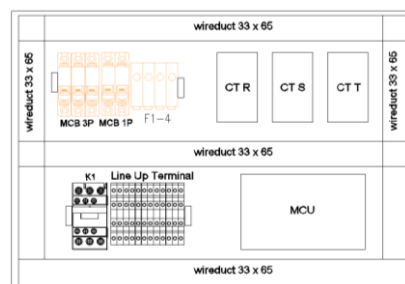 wireduct 33 x 65
wireduct 33 x 65
wireduct 33 x 65
CT R
CT S
CT T
MCB 3P
MCB 1P
F1-4
wireduct 33 x 65
K1
Line Up Terminal
MCU
wireduct 33 x 65